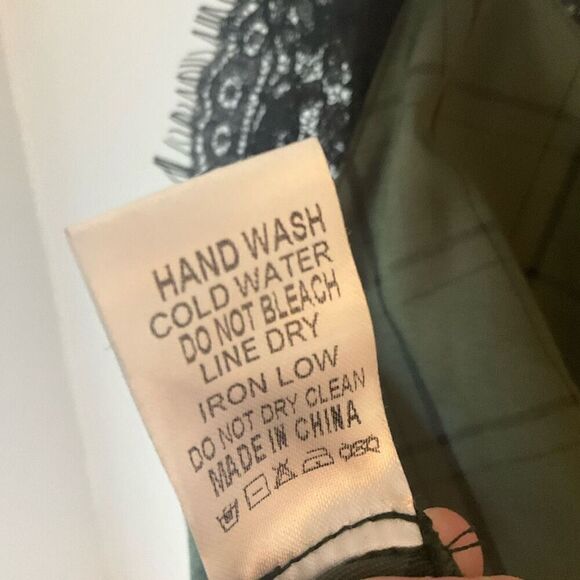 HAND WASH
COLD WATER
DO NOT BLEACH
LINE DRY
IRON LOW
DO NOT DRY CLEAN
MADE IN CHINA